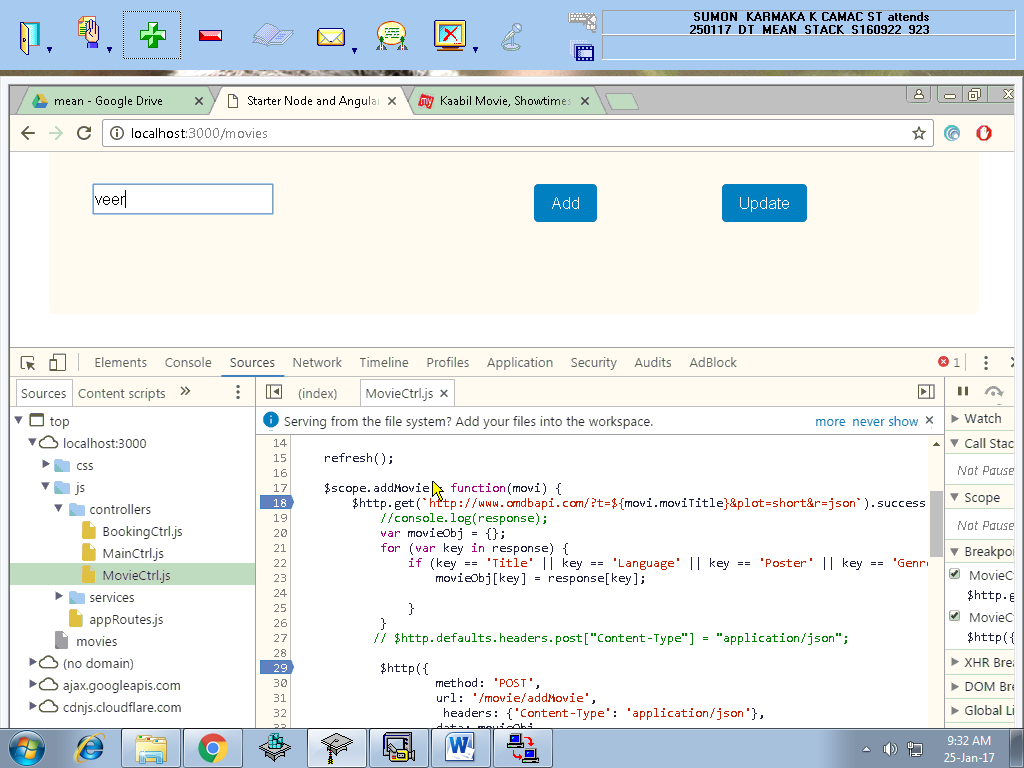 SUMON KARMAKA K CAMAC ST attends
250117 DT MEAN STACK S160922 923
mean - Google Drive
Starter Node and Angula
Kaabil Movie, Showtimes
localhost:3000/movies
veer
Add
Update
Elements
Console
Sources
Network
Timeline
Profiles
Application
Security
Audits
AdBlock
1
Sources
Content scripts
(index)
MovieCtrl.js
Serving from the file system? Add your files into the workspace.
more
never show
top
localhost:3000
css
js
controllers
BookingCtrl.js
MainCtrl.js
MovieCtrl.js
services
appRoutes.js
movies
(no domain)
ajax.googleapis.com
cdnjs.cloudflare.com
14
15 refresh();
16
17 $scope.addMovie function(movi) {
18 $http.get(`http://www.omdbapi.com/?t=${movi.moviTitle}&plot=short&r=json`).success
19 //console.log(response);
20 var movieObj = {};
21 for (var key in response) {
22 if (key == 'Title' || key == 'Language' || key == 'Poster' || key == 'Genr
23 movieObj[key] = response[key];
24
25 }
26 }
27 // $http.defaults.headers.post["Content-Type"] = "application/json";
28
29 $http({
30 method: 'POST',
31 url: '/movie/addMovie',
32 headers: {'Content-Type': 'application/json'},
data: movieObj
Watch
Call Stac
Not Pause
Scope
Not Pause
Breakpoi
MovieCt
$http.g
MovieCt
$http({
XHR Brea
DOM Bre
Global Li
9:32 AM
25-Jan-17